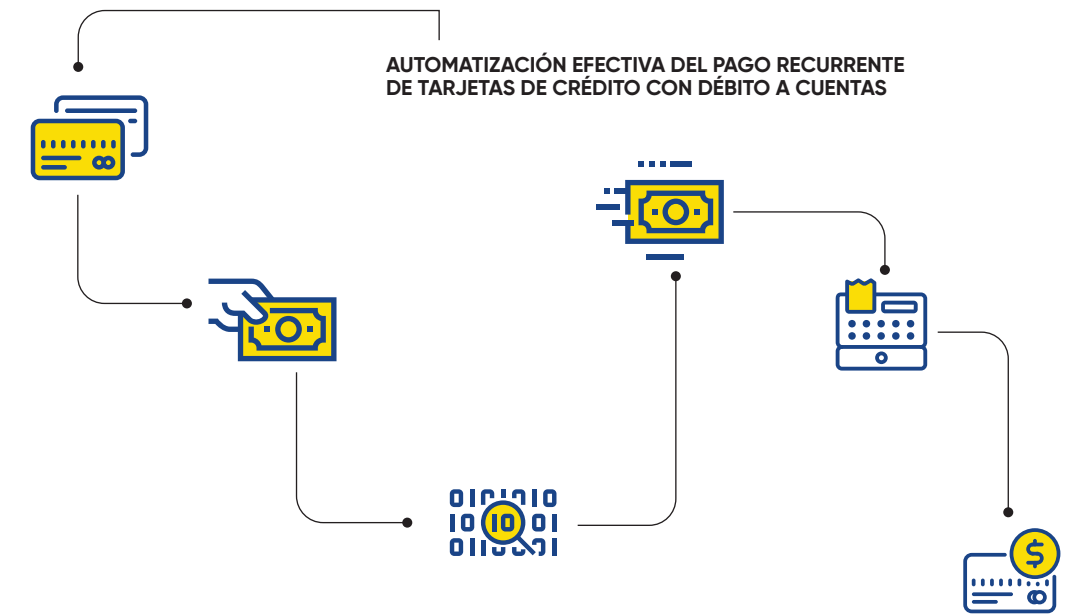 AUTOMATIZACIÓN EFECTIVA DEL PAGO RECURRENTE
DE TARJETAS DE CRÉDITO CON DÉBITO A CUENTAS